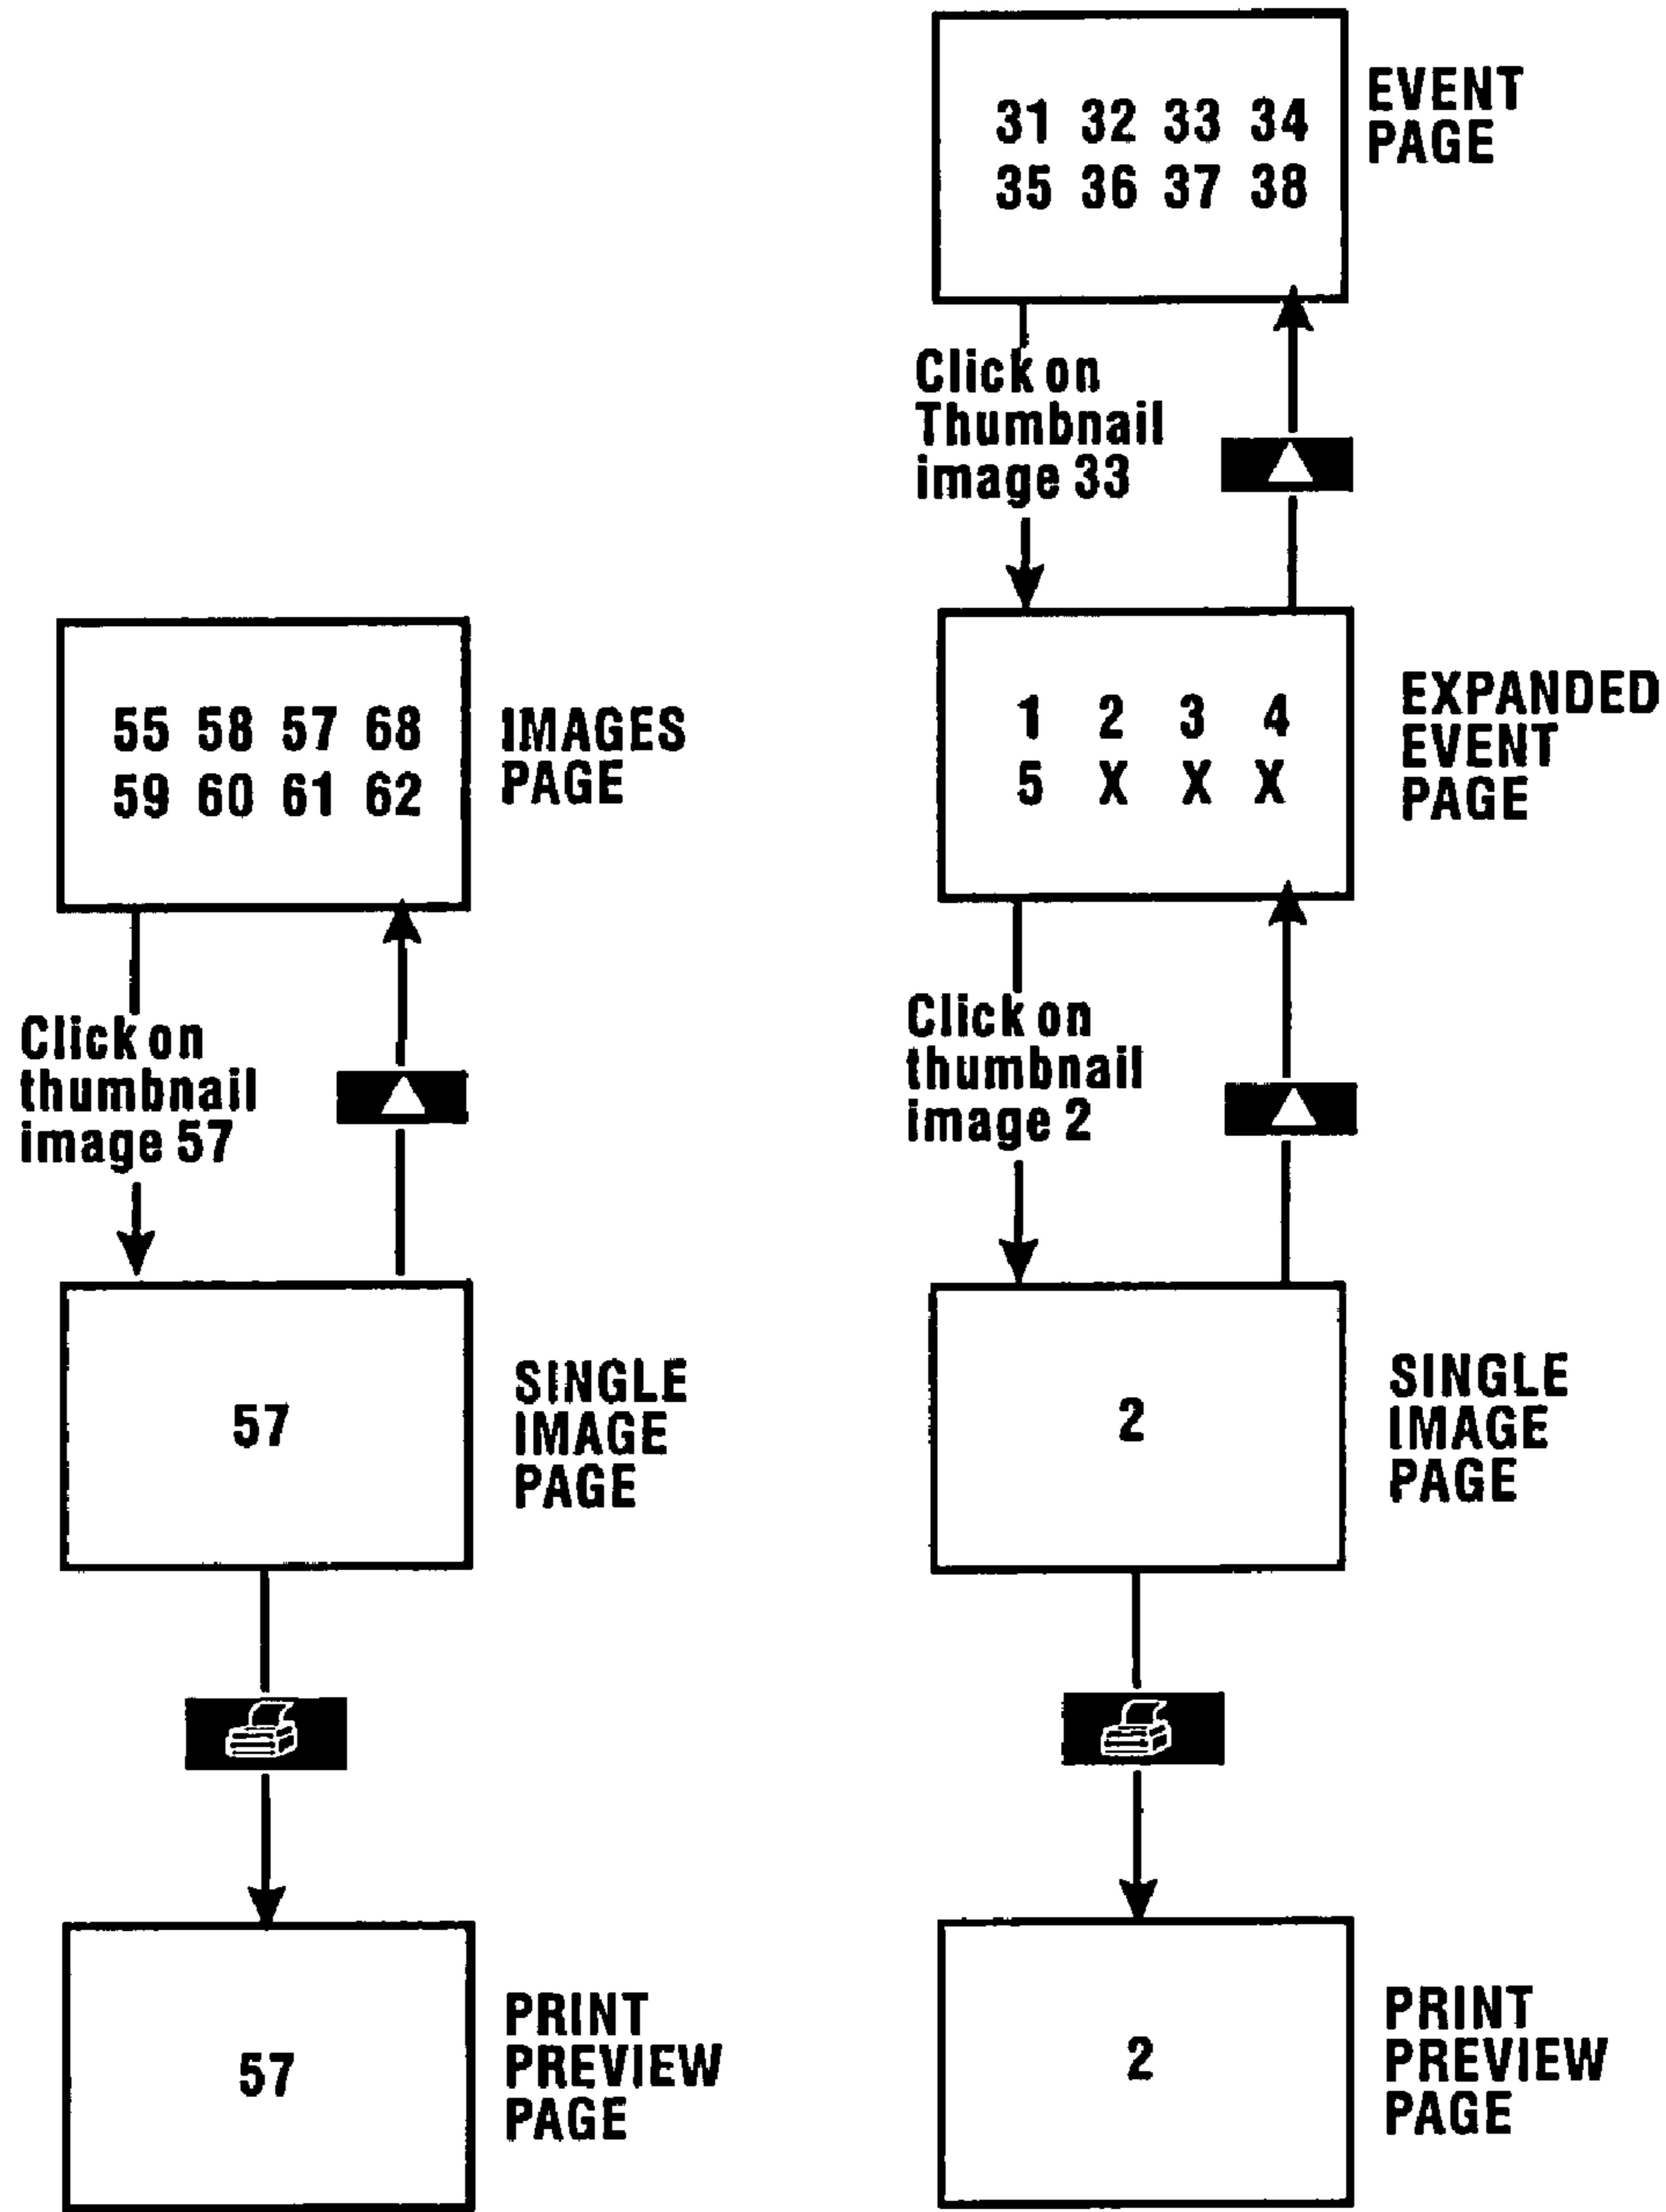 31 32 33 34
35 36 37 38
EVENT
PAGE
Click on
Thumbnail
image 33
55 58 57 68
59 60 61 62
IMAGES
PAGE
1 2 3 4
5 X X X
EXPANDED
EVENT
PAGE
Click on
thumbnail
image 57
Click on
thumbnail
image 2
57
SINGLE
IMAGE
PAGE
2
SINGLE
IMAGE
PAGE
57
PRINT
PREVIEW
PAGE
2
PRINT
PREVIEW
PAGE